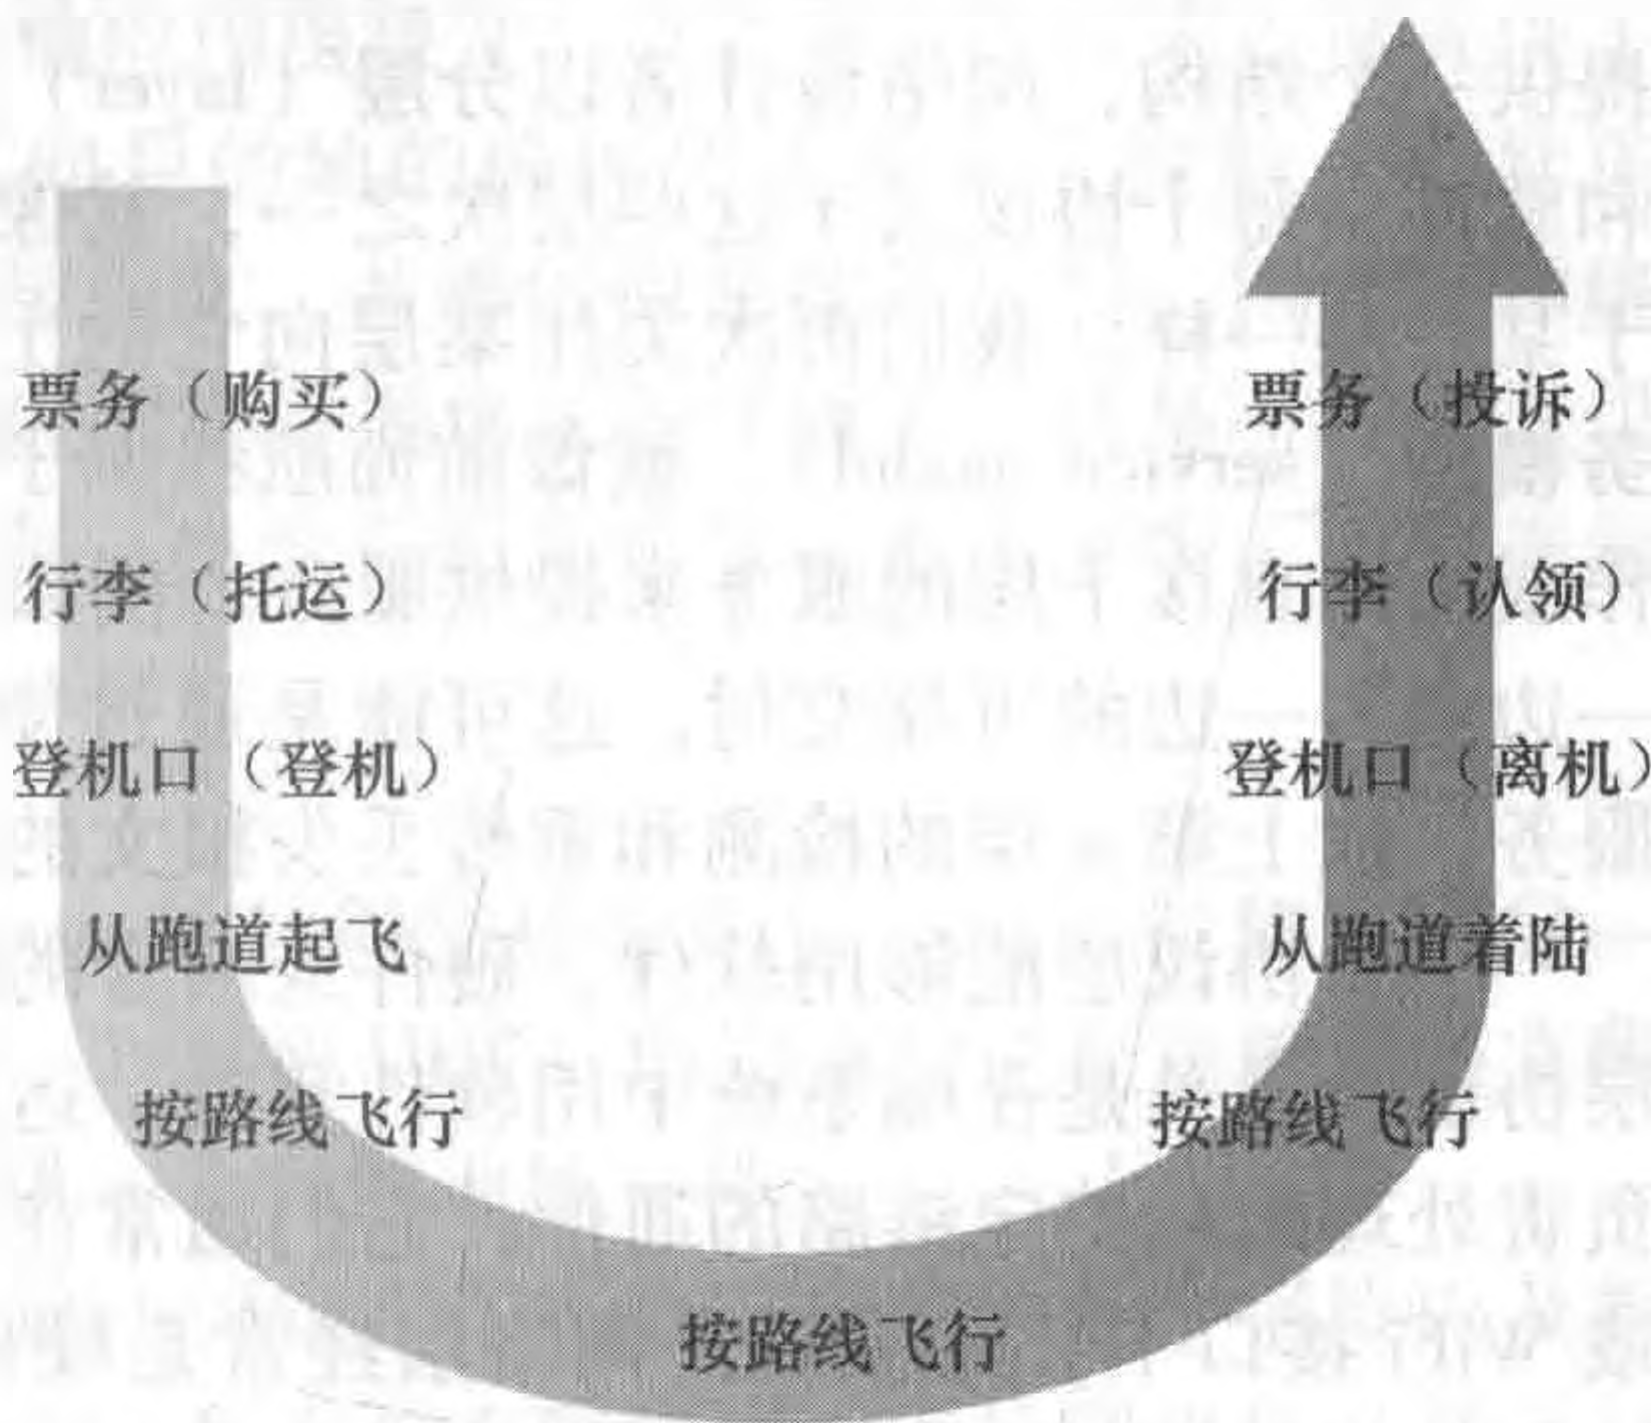 票务（购买）
行李（托运）
登机口（登机）
从跑道起飞
按路线飞行
按路线飞行
按路线飞行
从跑道着陆
登机口（离机）
行李（认领）
票务（投诉）